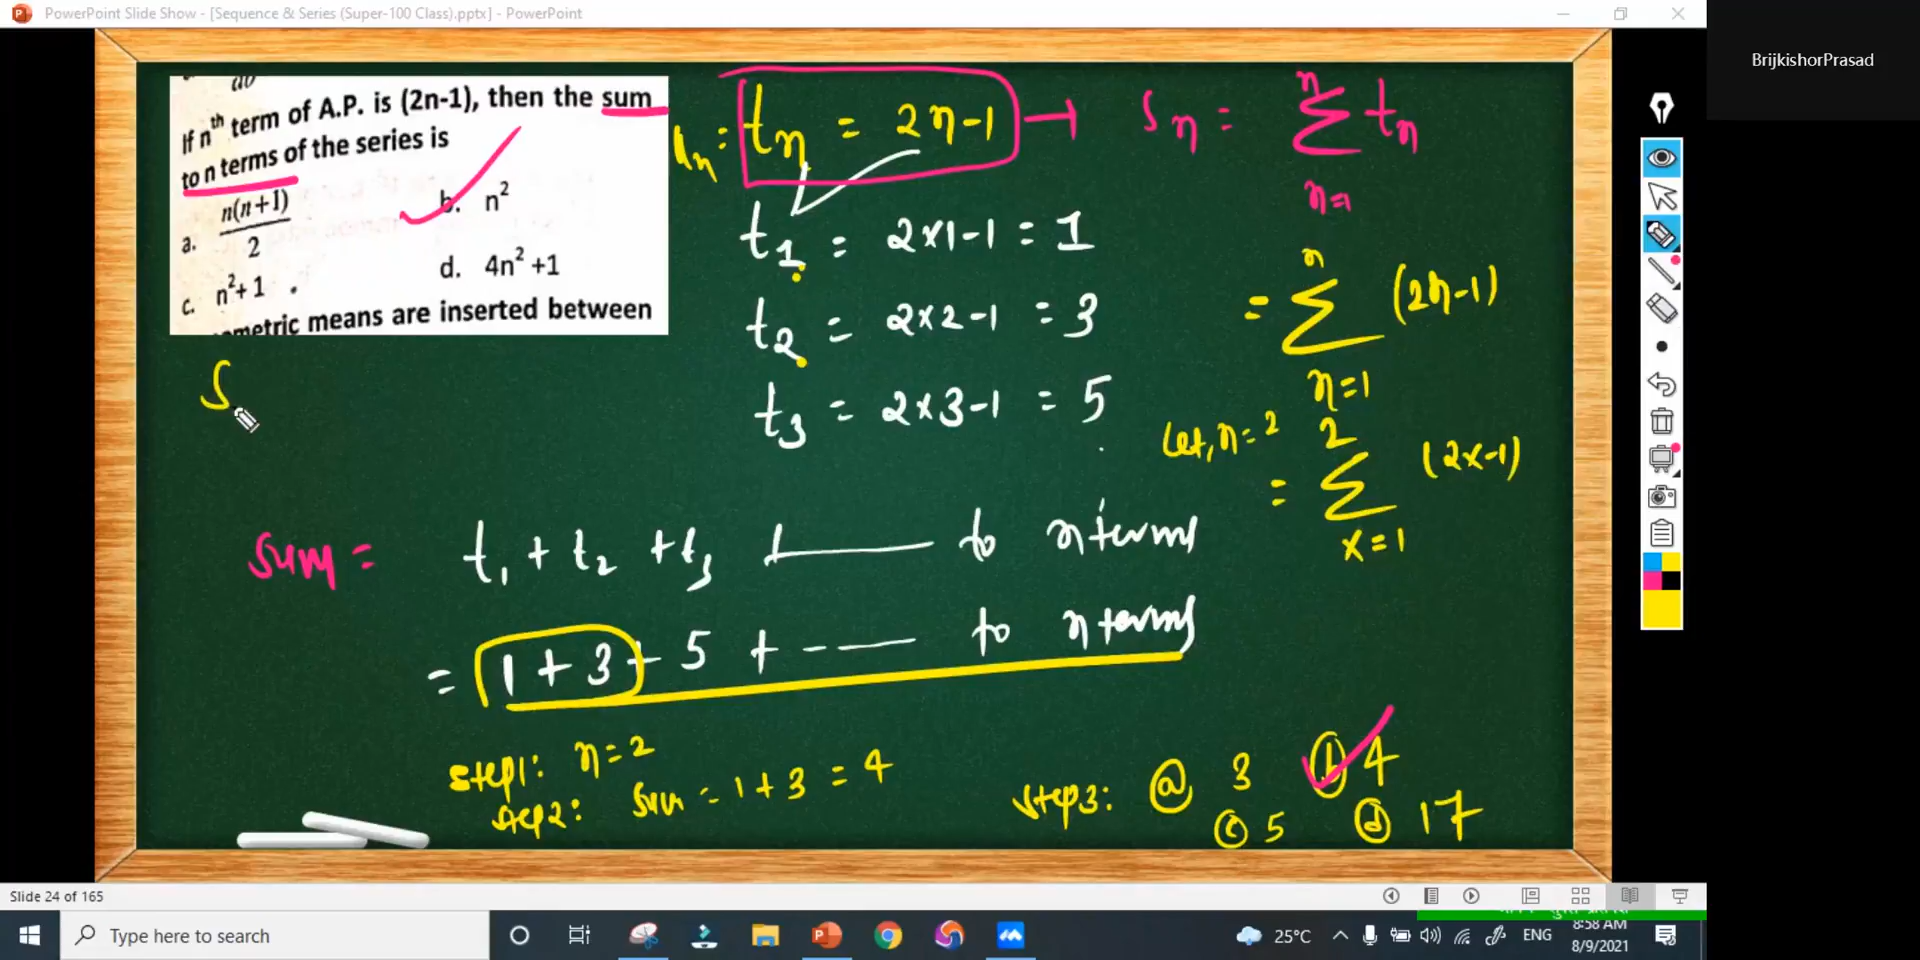 PowerPoint Slide Show - [Sequence & Series (Super-100 Class).pptx] - PowerPoint
BrijkishorPrasad
If nth term of A.P. is (2n-1), then the sum
to n terms of the series is
a. n(n+1)/2
b. n²
c. n²+1
d. 4n²+1
ometric means are inserted between
tn = 2n-1
Sn = Σ tn
n
n=1
t1 = 2×1-1 = 1
t2 = 2×2-1 = 3
t3 = 2×3-1 = 5
n
= Σ (2n-1)
n=1
Let, n=2
2
= Σ (2x-1)
x=1
S
Sum = t1 + t2 + t3 + to n terms
= 1 + 3 + 5 + ---- to n terms
Step1: n=2
Step2: Sum = 1+3 = 4
Step3: (a) 3 (b) 4
(c) 5 (d) 17
Slide 24 of 165
Type here to search
25°C
ENG
8:58 AM
8/9/2021